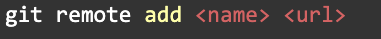 git remote add <name> <url>